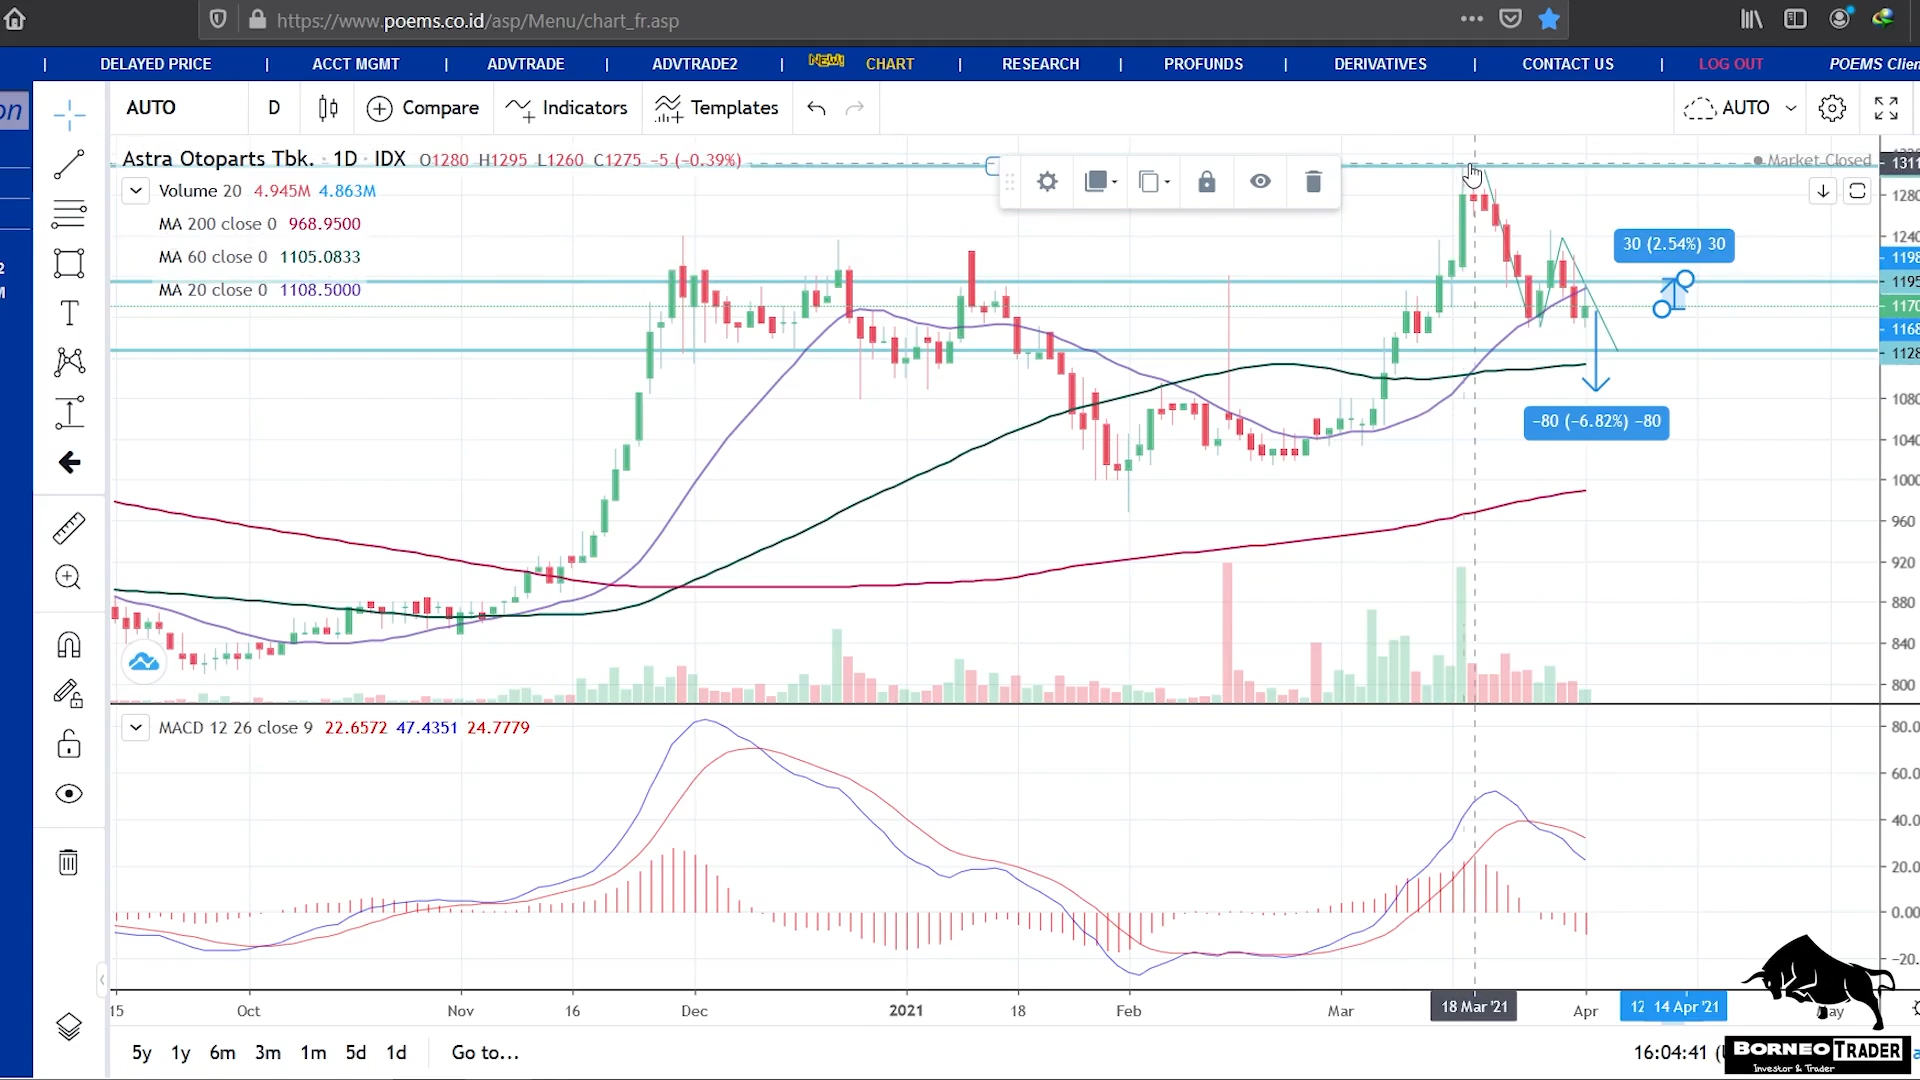 https://www.poems.co.id/asp/Menu/chart_fr.asp
| DELAYED PRICE | ACCT MGMT | ADVTRADE | ADVTRADE2 | NEW! CHART | RESEARCH | PROFUNDS | DERIVATIVES | CONTACT US | LOG OUT POEMS Clien
on
AUTO D Compare Indicators Templates AUTO
Astra Otoparts Tbk. · 1D · IDX O1280 H1295 L1260 C1275 −5 (−0.39%)
Market Closed
1311
Volume 20 4.945M 4.863M
1280
MA 200 close 0 968.9500
1240
30 (2.54%) 30
MA 60 close 0 1105.0833
1198
1195
MA 20 close 0 1108.5000
1170
1168
1128
−80 (−6.82%) −80
1080
1040
1000
960
920
880
840
800
MACD 12 26 close 9 22.6572 47.4351 24.7779
80.0
60.0
40.0
20.0
0.00
−20.
15 Oct Nov 16 Dec 2021 18 Feb Mar 18 Mar '21 Apr 12 14 Apr '21 May
5y 1y 6m 3m 1m 5d 1d Go to...
16:04:41 (
BORNEO TRADER
Investor & Trader